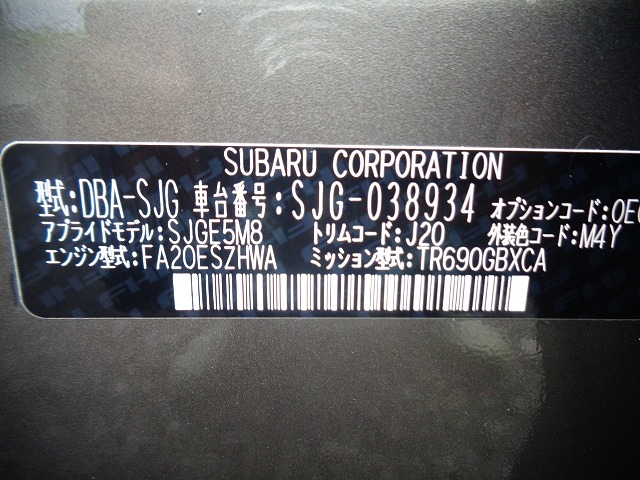 SUBARU CORPORATION
型式:DBA-SJG 車台番号:SJG-038934 オプションコード:
アプライドモデル:SJGE5M8 トリムコード:J20 外装色コード:M4Y
エンジン型式:FA20ESZHWA ミッション型式:TR690GBXCA